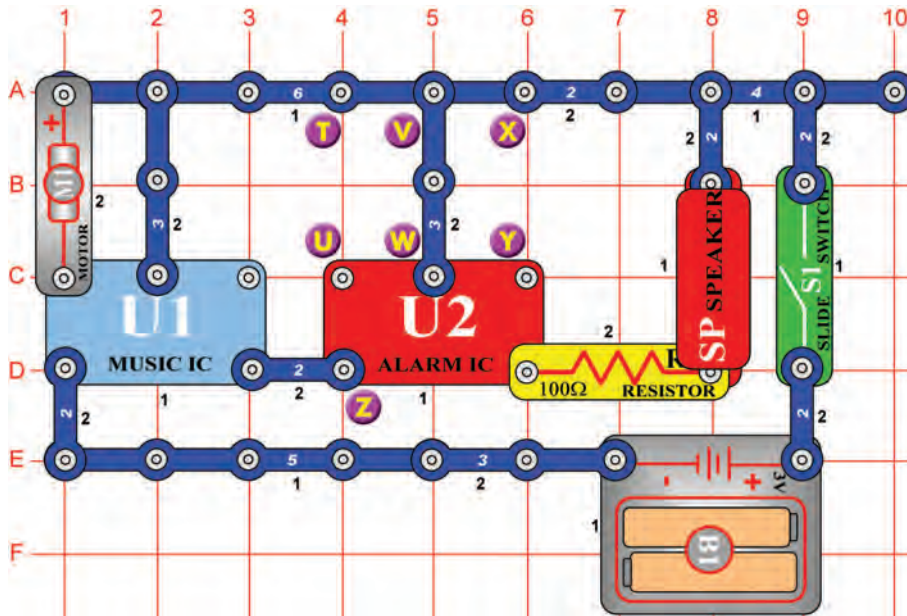 1 2 3 4 5 6 7 8 9 10
A 6 2 4
1 2 1
T V X
+ 2 2 2 2
B
M1 2 3 2 3 2
MOTOR
U W Y
SP SPEAKER 1
SLIDE S1 SWITCH 1
C
U1 U2
2
MUSIC IC ALARM IC
R
D 2
100Ω RESISTOR
1 2 1
Z
2 2 2 2
E 5 3
1 2
- + 3V
1
B1
F